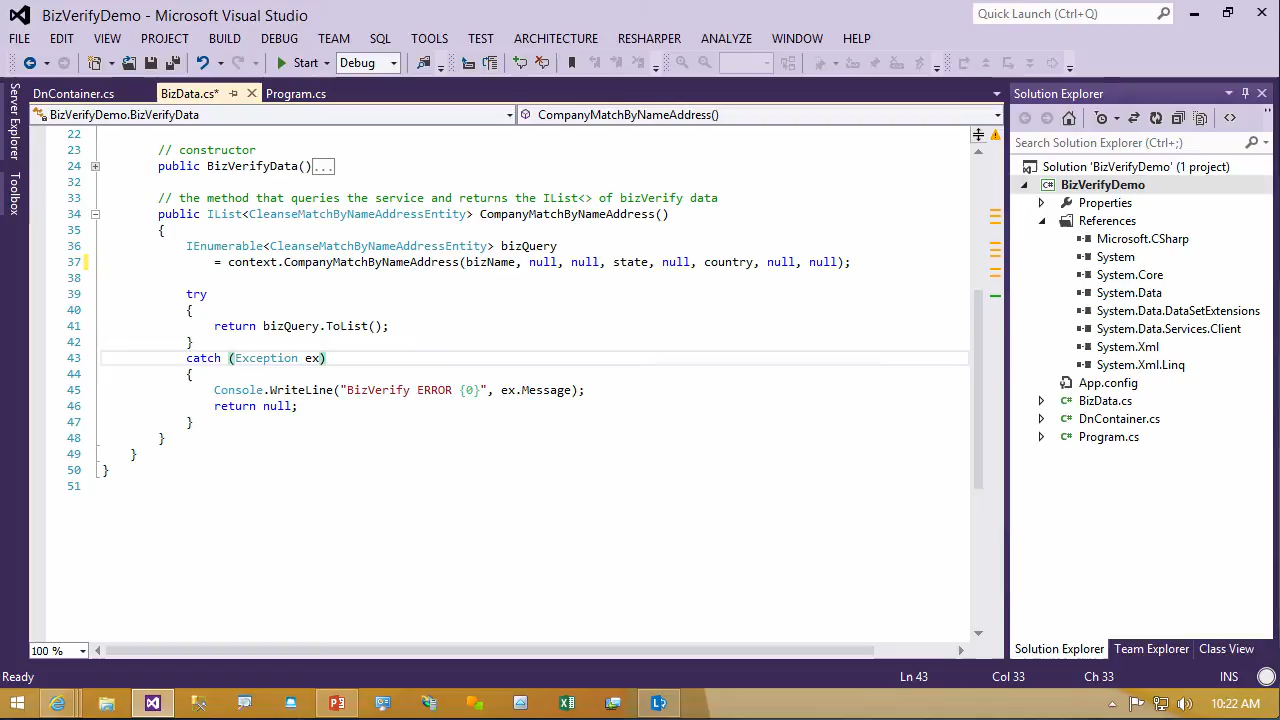 BizVerifyDemo - Microsoft Visual Studio
Quick Launch (Ctrl+Q)
FILE EDIT VIEW PROJECT BUILD DEBUG TEAM SQL TOOLS TEST ARCHITECTURE RESHARPER ANALYZE WINDOW HELP
Start Debug
Server Explorer
Toolbox
DnContainer.cs BizData.cs* Program.cs
BizVerifyDemo.BizVerifyData CompanyMatchByNameAddress()
22
23 // constructor
24 public BizVerifyData()...
32
33 // the method that queries the service and returns the IList<> of bizVerify data
34 public IList<CleanseMatchByNameAddressEntity> CompanyMatchByNameAddress()
35 {
36 IEnumerable<CleanseMatchByNameAddressEntity> bizQuery
37 = context.CompanyMatchByNameAddress(bizName, null, null, state, null, country, null, null);
38
39 try
40 {
41 return bizQuery.ToList();
42 }
43 catch (Exception ex)
44 {
45 Console.WriteLine("BizVerify ERROR {0}", ex.Message);
46 return null;
47 }
48 }
49 }
50 }
51
100 %
Solution Explorer
Search Solution Explorer (Ctrl+;)
Solution 'BizVerifyDemo' (1 project)
BizVerifyDemo
Properties
References
Microsoft.CSharp
System
System.Core
System.Data
System.Data.DataSetExtensions
System.Data.Services.Client
System.Xml
System.Xml.Linq
App.config
BizData.cs
DnContainer.cs
Program.cs
Solution Explorer Team Explorer Class View
Ready Ln 43 Col 33 Ch 33 INS
10:22 AM